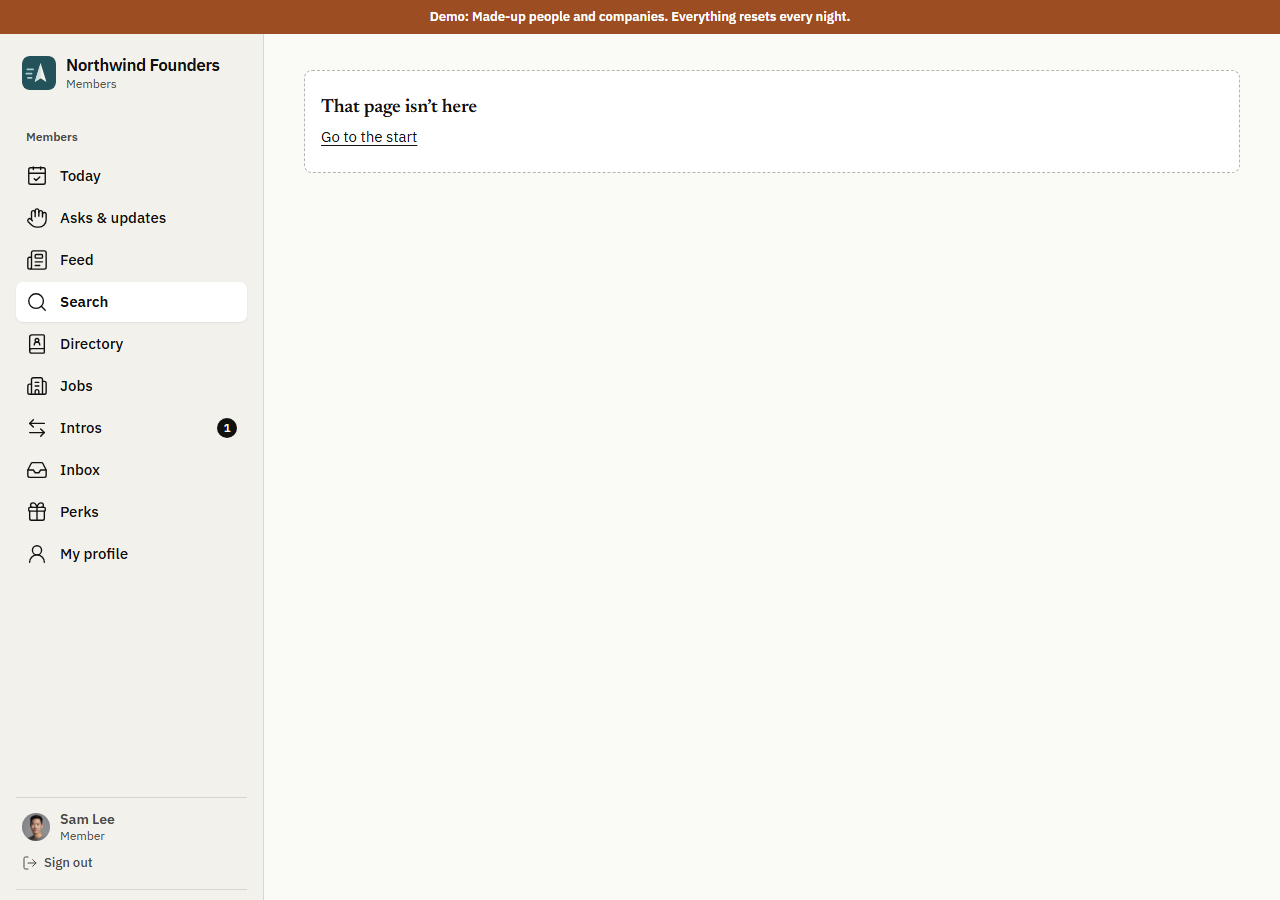 Demo: Made-up people and companies. Everything resets every night.
Northwind Founders
Members
Members
Today
Asks & updates
Feed
Search
Directory
Jobs
Intros 1
Inbox
Perks
My profile
Sam Lee
Member
Sign out
That page isn’t here
Go to the start